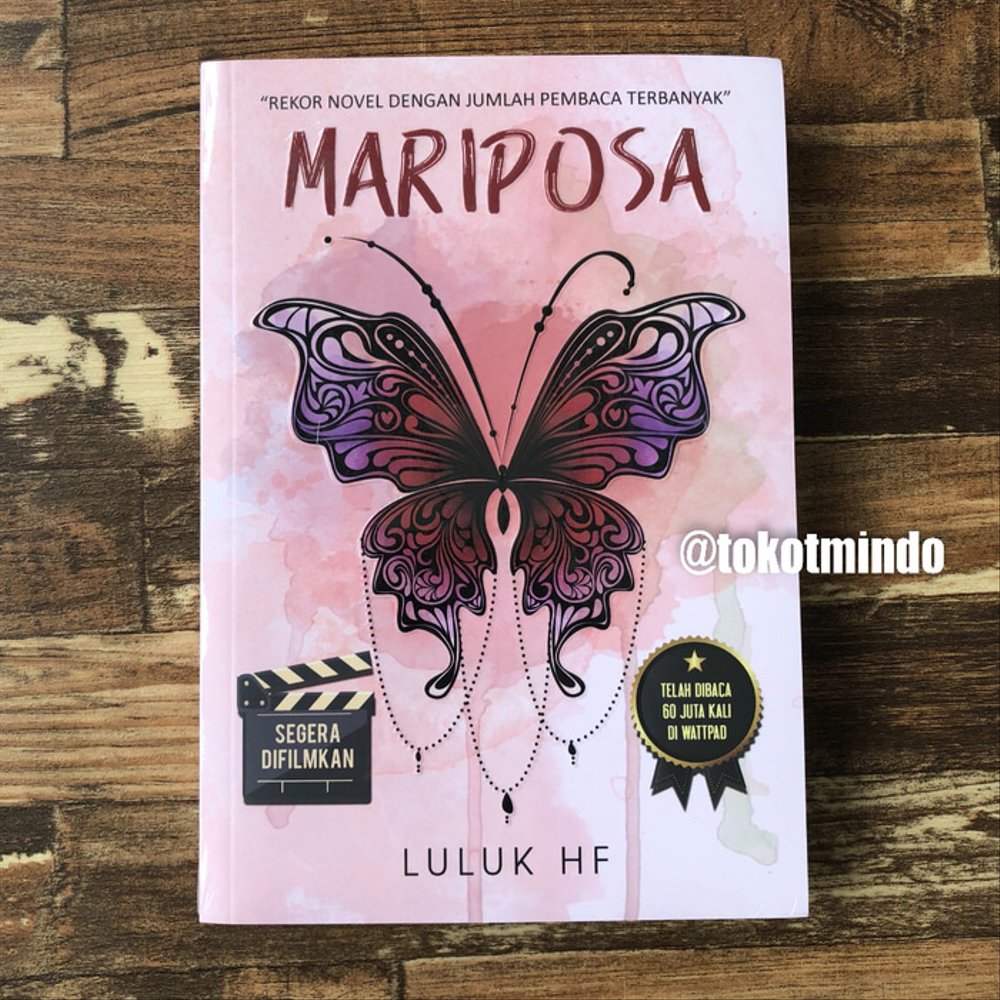 “REKOR NOVEL DENGAN JUMLAH PEMBACA TERBANYAK”
MARIPOSA
@tokotmindo
SEGERA
DIFILMKAN
TELAH DIBACA
60 JUTA KALI
DI WATTPAD
LULUK HF